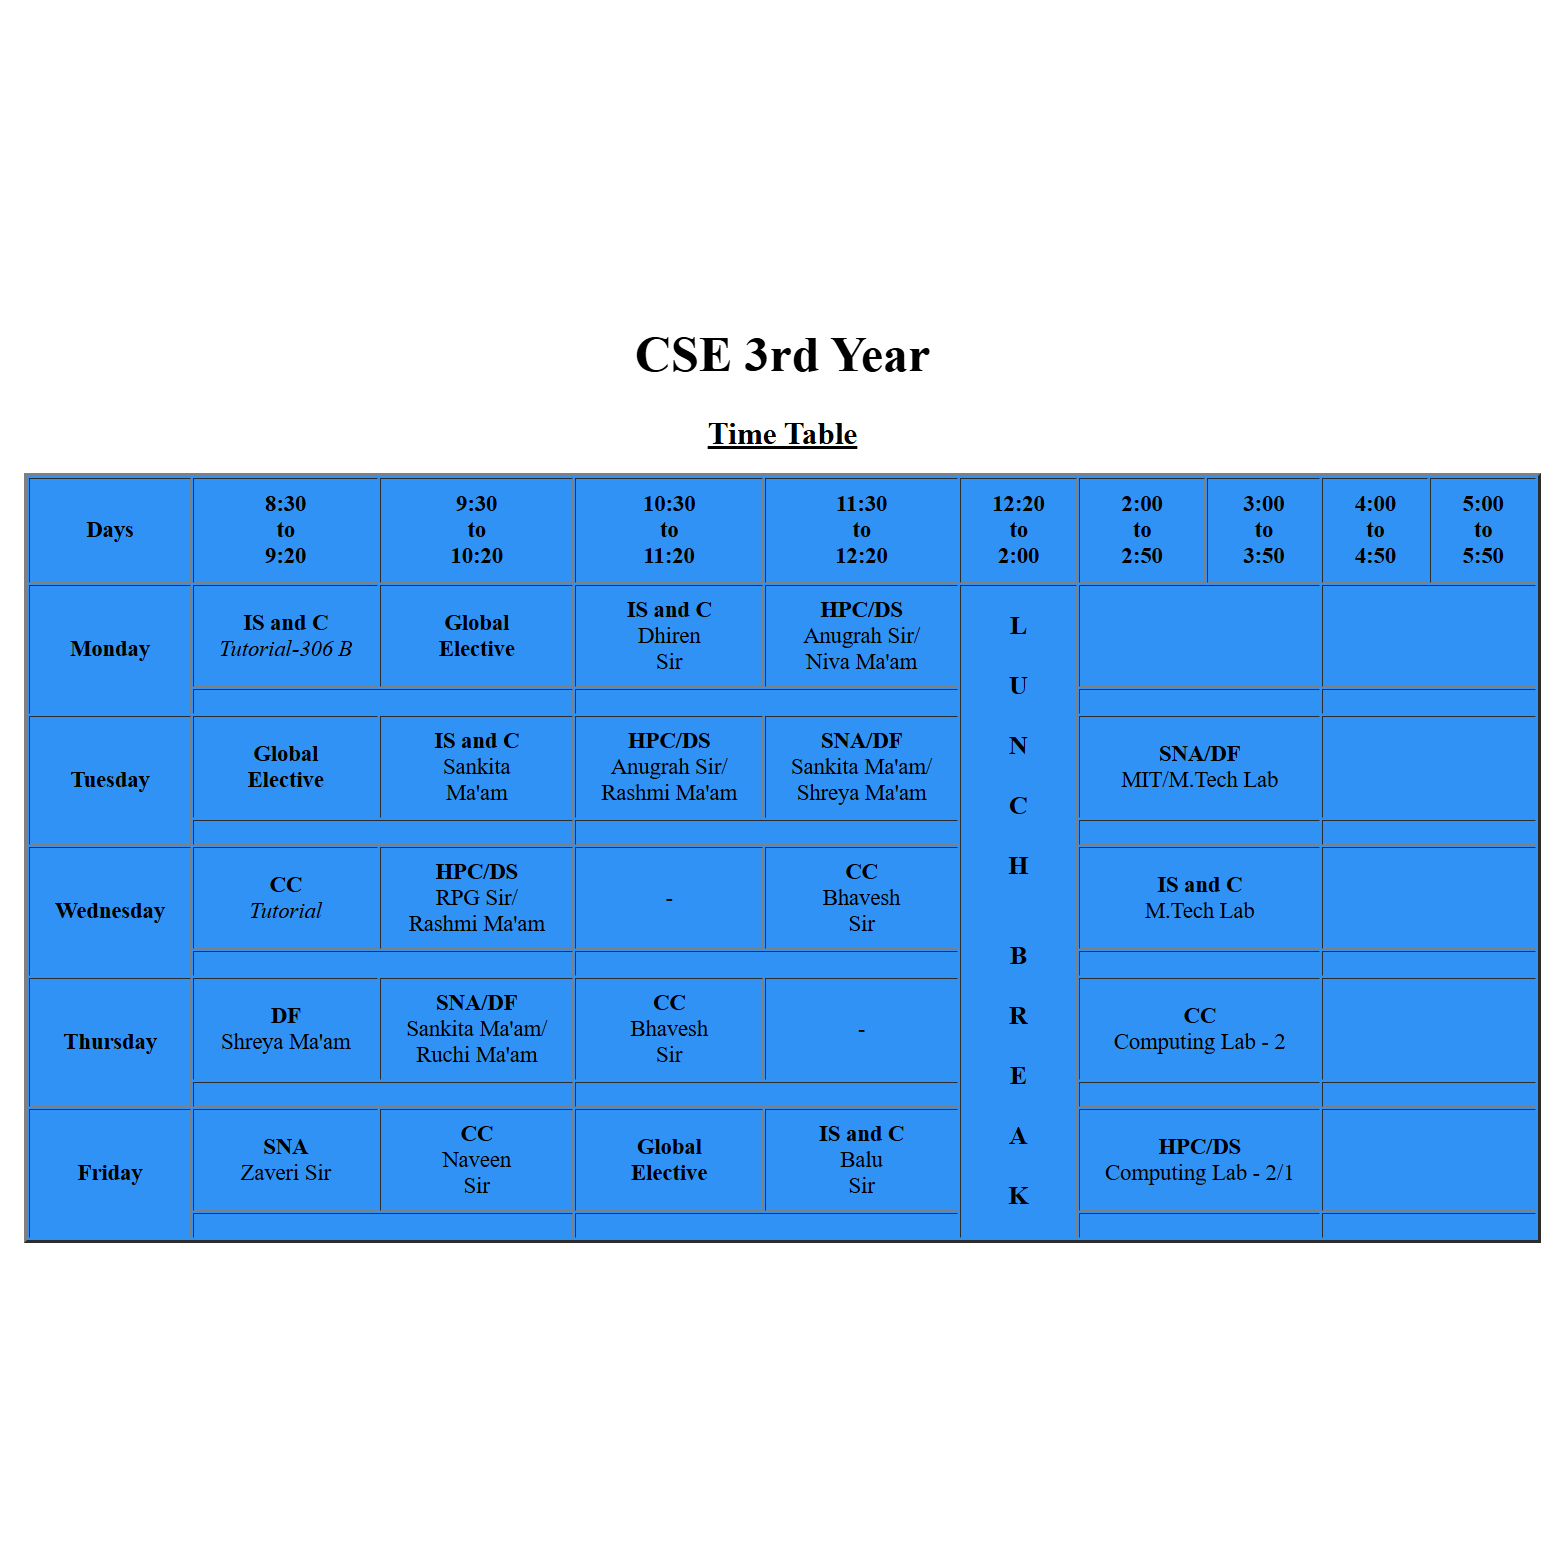 CSE 3rd Year
Time Table
Days
8:30
to
9:20
9:30
to
10:20
10:30
to
11:20
11:30
to
12:20
12:20
to
2:00
2:00
to
2:50
3:00
to
3:50
4:00
to
4:50
5:00
to
5:50
Monday
IS and C
Tutorial-306 B
Global
Elective
IS and C
Dhiren
Sir
HPC/DS
Anugrah Sir/
Niva Ma'am
L
U
N
C
H
B
R
E
A
K
Tuesday
Global
Elective
IS and C
Sankita
Ma'am
HPC/DS
Anugrah Sir/
Rashmi Ma'am
SNA/DF
Sankita Ma'am/
Shreya Ma'am
SNA/DF
MIT/M.Tech Lab
Wednesday
CC
Tutorial
HPC/DS
RPG Sir/
Rashmi Ma'am
-
CC
Bhavesh
Sir
IS and C
M.Tech Lab
Thursday
DF
Shreya Ma'am
SNA/DF
Sankita Ma'am/
Ruchi Ma'am
CC
Bhavesh
Sir
-
CC
Computing Lab - 2
Friday
SNA
Zaveri Sir
CC
Naveen
Sir
Global
Elective
IS and C
Balu
Sir
HPC/DS
Computing Lab - 2/1